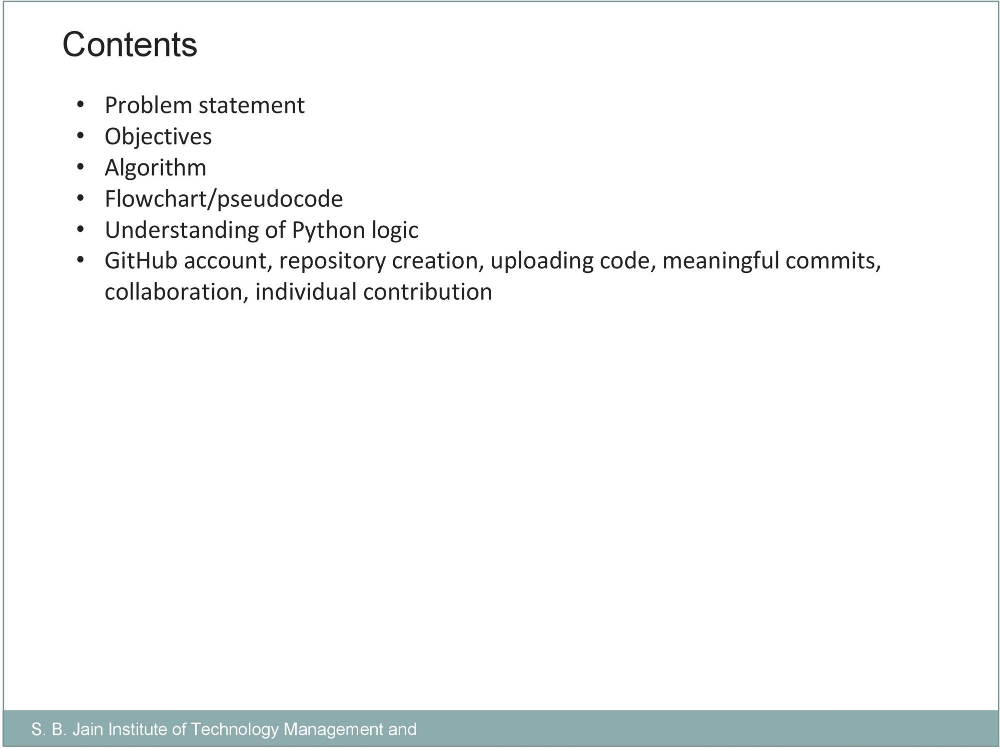 Contents
• Problem statement
• Objectives
• Algorithm
• Flowchart/pseudocode
• Understanding of Python logic
• GitHub account, repository creation, uploading code, meaningful commits,
collaboration, individual contribution
S. B. Jain Institute of Technology Management and